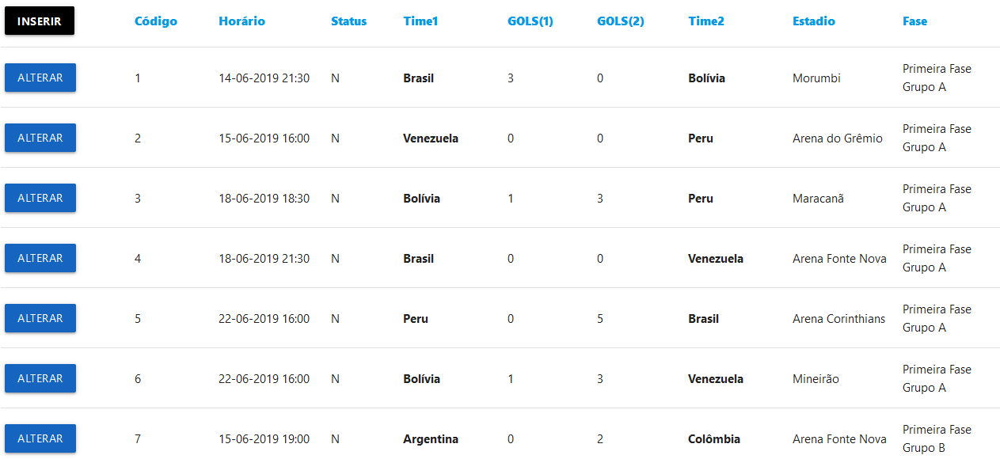 INSERIR Código Horário Status Time1 GOLS(1) GOLS(2) Time2 Estadio Fase
ALTERAR 1 14-06-2019 21:30 N Brasil 3 0 Bolívia Morumbi Primeira Fase
Grupo A
ALTERAR 2 15-06-2019 16:00 N Venezuela 0 0 Peru Arena do Grêmio Primeira Fase
Grupo A
ALTERAR 3 18-06-2019 18:30 N Bolívia 1 3 Peru Maracanã Primeira Fase
Grupo A
ALTERAR 4 18-06-2019 21:30 N Brasil 0 0 Venezuela Arena Fonte Nova Primeira Fase
Grupo A
ALTERAR 5 22-06-2019 16:00 N Peru 0 5 Brasil Arena Corinthians Primeira Fase
Grupo A
ALTERAR 6 22-06-2019 16:00 N Bolívia 1 3 Venezuela Mineirão Primeira Fase
Grupo A
ALTERAR 7 15-06-2019 19:00 N Argentina 0 2 Colômbia Arena Fonte Nova Primeira Fase
Grupo B